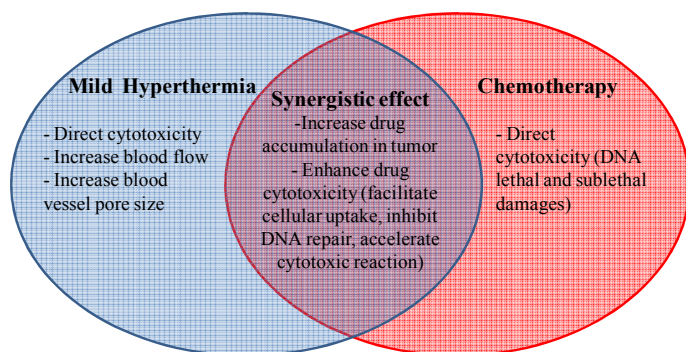 Mild Hyperthermia
- Direct cytotoxicity
- Increase blood flow
- Increase blood
vessel pore size
Synergistic effect
-Increase drug
accumulation in tumor
- Enhance drug
cytotoxicity (facilitate
cellular uptake, inhibit
DNA repair, accelerate
cytotoxic reaction)
Chemotherapy
- Direct
cytotoxicity (DNA
lethal and sublethal
damages)